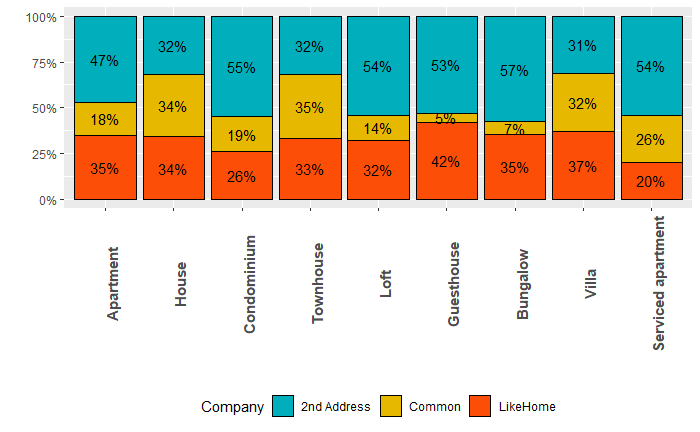 100%
75%
50%
25%
0%
47% 32% 55% 32% 54% 53% 57% 31% 54%
18% 34% 19% 35% 14% 5% 7% 32% 26%
35% 34% 26% 33% 32% 42% 35% 37% 20%
Apartment
House
Condominium
Townhouse
Loft
Guesthouse
Bungalow
Villa
Serviced apartment
Company 2nd Address Common LikeHome